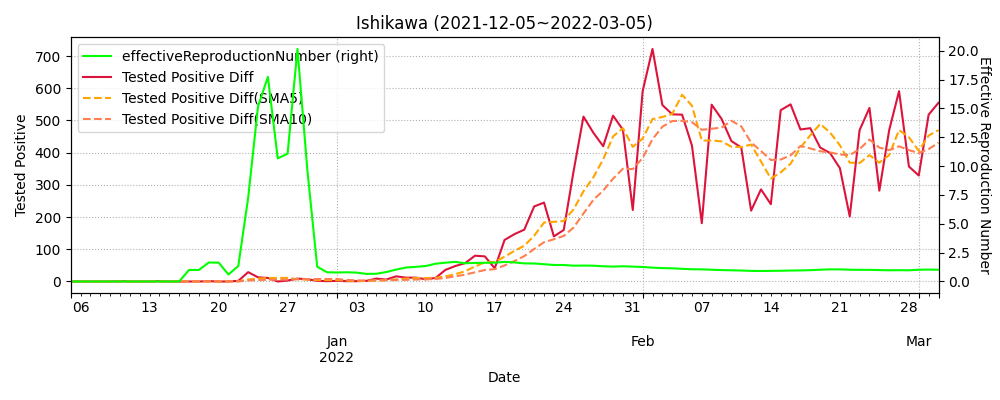 Ishikawa (2021-12-05~2022-03-05)
effectiveReproductionNumber (right)
Tested Positive Diff
Tested Positive Diff(SMA5)
Tested Positive Diff(SMA10)
Tested Positive
700
600
500
400
300
200
100
0
Effective Reproduction Number
20.0
17.5
15.0
12.5
10.0
7.5
5.0
2.5
0.0
06 13 20 27 03 10 17 24 31 07 14 21 28
Jan Feb Mar
2022
Date